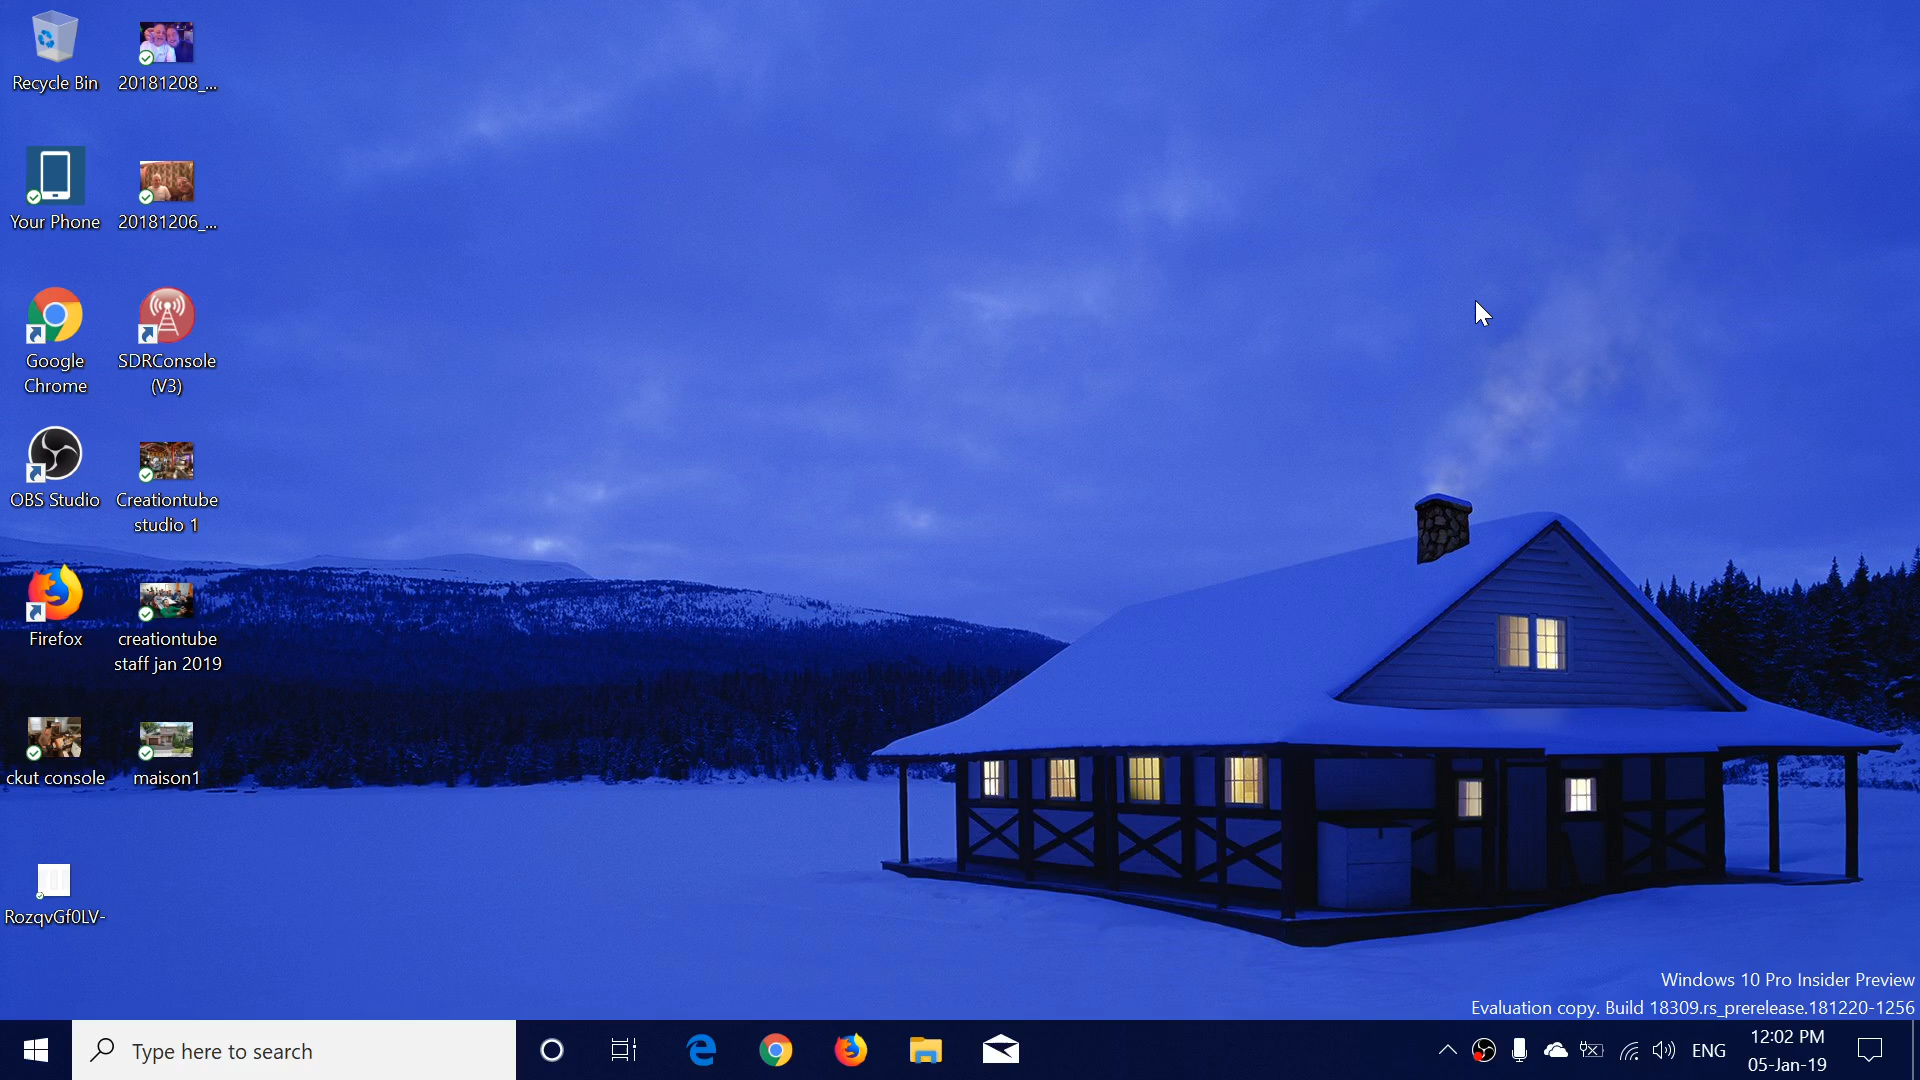 Recycle Bin
20181208_...
Your Phone
20181206_...
Google
Chrome
SDRConsole
(V3)
OBS Studio
Creationtube
studio 1
Firefox
creationtube
staff jan 2019
ckut console
maison1
RozqvGf0LV-
Windows 10 Pro Insider Preview
Evaluation copy. Build 18309.rs_prerelease.181220-1256
Type here to search
ENG
12:02 PM
05-Jan-19